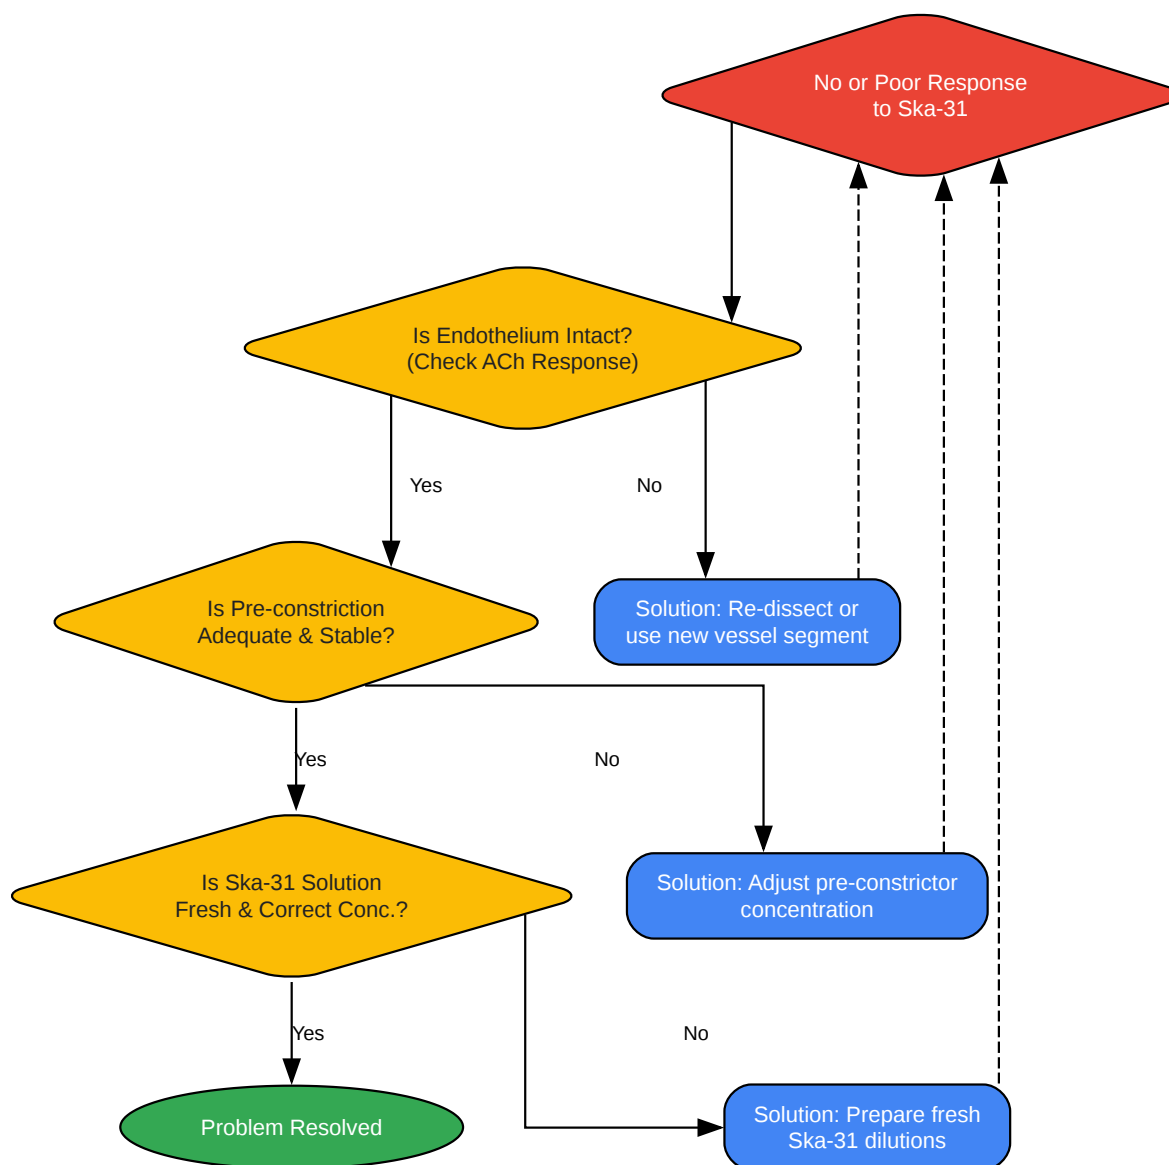 No or Poor Response
to Ska-31
Is Endothelium Intact?
(Check ACh Response)
Yes
No
Is Pre-constriction
Adequate & Stable?
Solution: Re-dissect or
use new vessel segment
Yes
No
Is Ska-31 Solution
Fresh & Correct Conc.?
Solution: Adjust pre-constrictor
concentration
Yes
No
Problem Resolved
Solution: Prepare fresh
Ska-31 dilutions